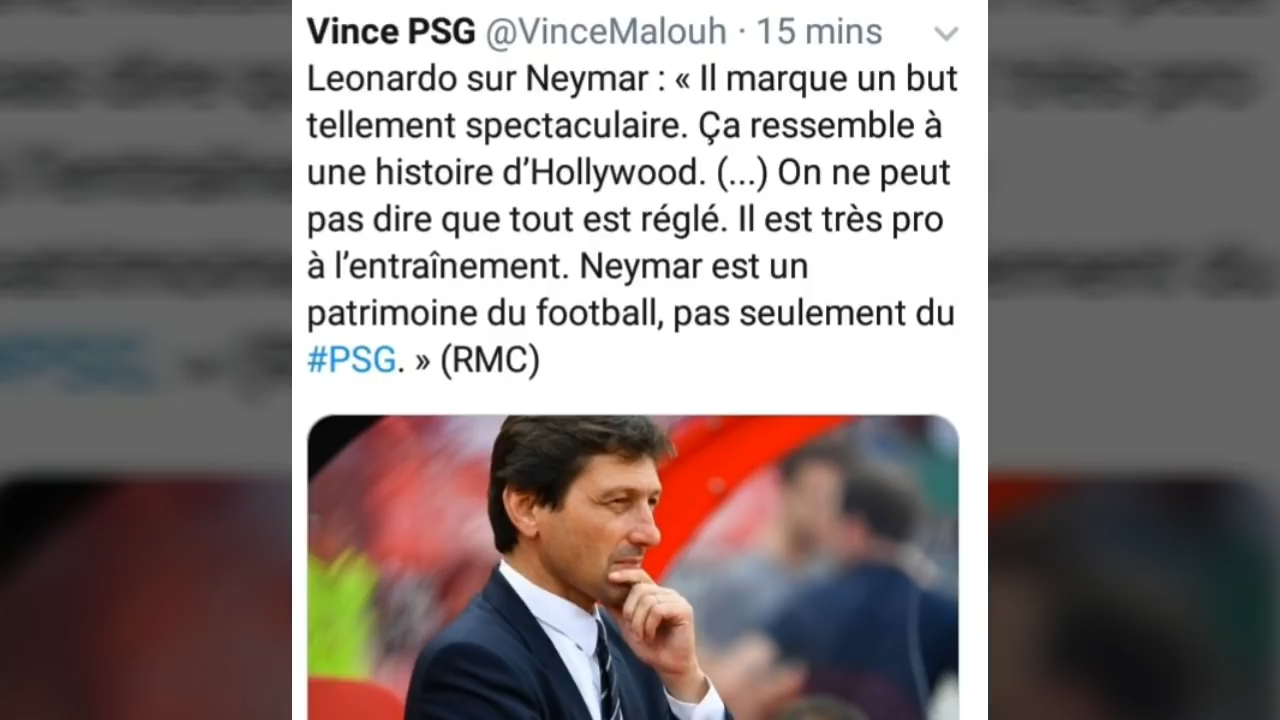 Vince PSG @VinceMalouh · 15 mins
Leonardo sur Neymar : « Il marque un but
tellement spectaculaire. Ça ressemble à
une histoire d’Hollywood. (...) On ne peut
pas dire que tout est réglé. Il est très pro
à l’entraînement. Neymar est un
patrimoine du football, pas seulement du
#PSG. » (RMC)